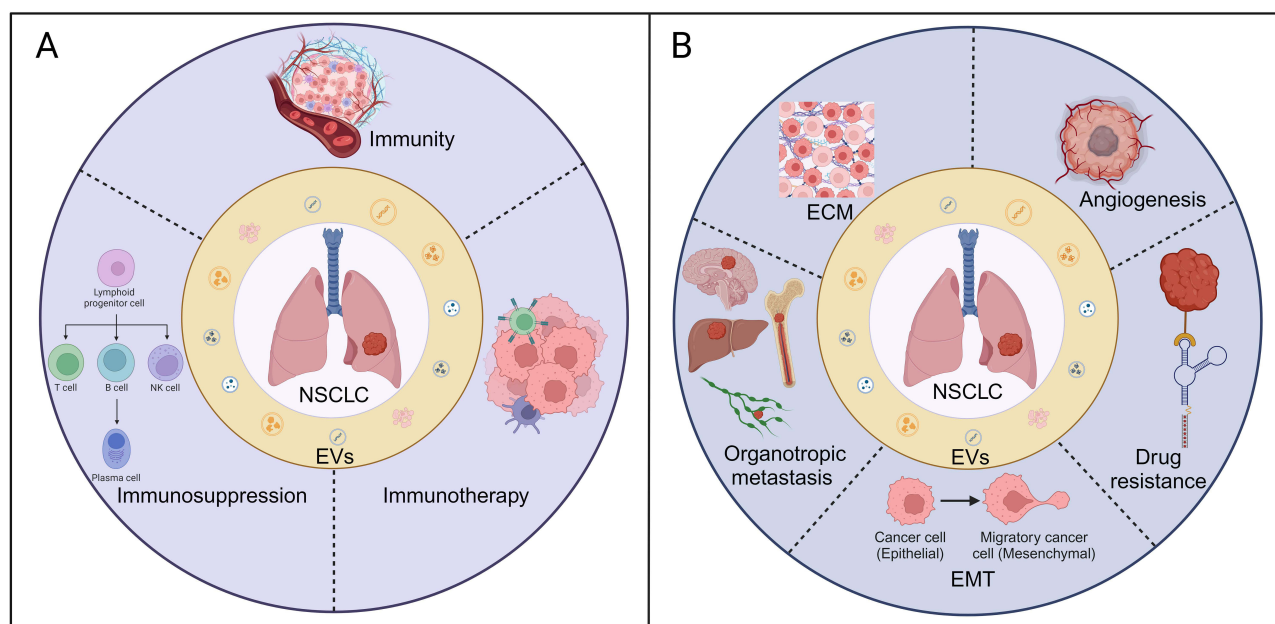 A
Immunity
Lymphoid
progenitor cell
T cell
B cell
NK cell
Plasma cell
Immunosuppression
Immunotherapy
NSCLC
EVs
B
ECM
Angiogenesis
Organotropic
metastasis
Drug
resistance
NSCLC
EVs
Cancer cell
(Epithelial)
Migratory cancer
cell (Mesenchymal)
EMT